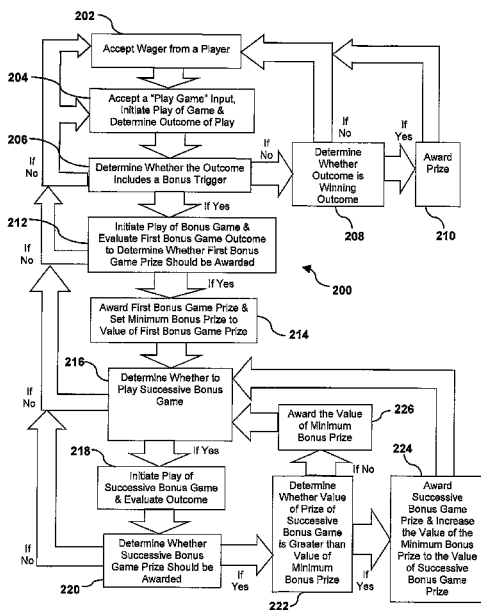 202
Accept Wager from a Player
204
Accept a "Play Game" Input,
Initiate Play of Game &
Determine Outcome of Play
206
If
No
Determine Whether the Outcome
Includes a Bonus Trigger
If
No
Determine
Whether
Outcome is
Winning
Outcome
208
If
No
If
Yes
Award
Prize
210
If Yes
212
If
No
Initiate Play of Bonus Game &
Evaluate First Bonus Game Outcome
to Determine Whether First Bonus
Game Prize Should be Awarded
200
If Yes
Award First Bonus Game Prize &
Set Minimum Bonus Prize to
Value of First Bonus Game Prize
214
216
If
No
Determine Whether to
Play Successive Bonus
Game
Award the Value
of Minimum
Bonus Prize
226
224
If Yes
If No
218
Initiate Play of
Successive Bonus
Game & Evaluate Outcome
Determine
Whether Value
of Prize of
Successive
Bonus Game
is Greater than
Value of
Minimum
Bonus Prize
222
Award
Successive
Bonus Game
Prize & Increase
the Value of the
Minimum Bonus
Prize to the Value
of Successive
Bonus Game
Prize
If
No
Determine Whether
Successive Bonus
Game Prize Should be
Awarded
220
If
Yes
If
Yes